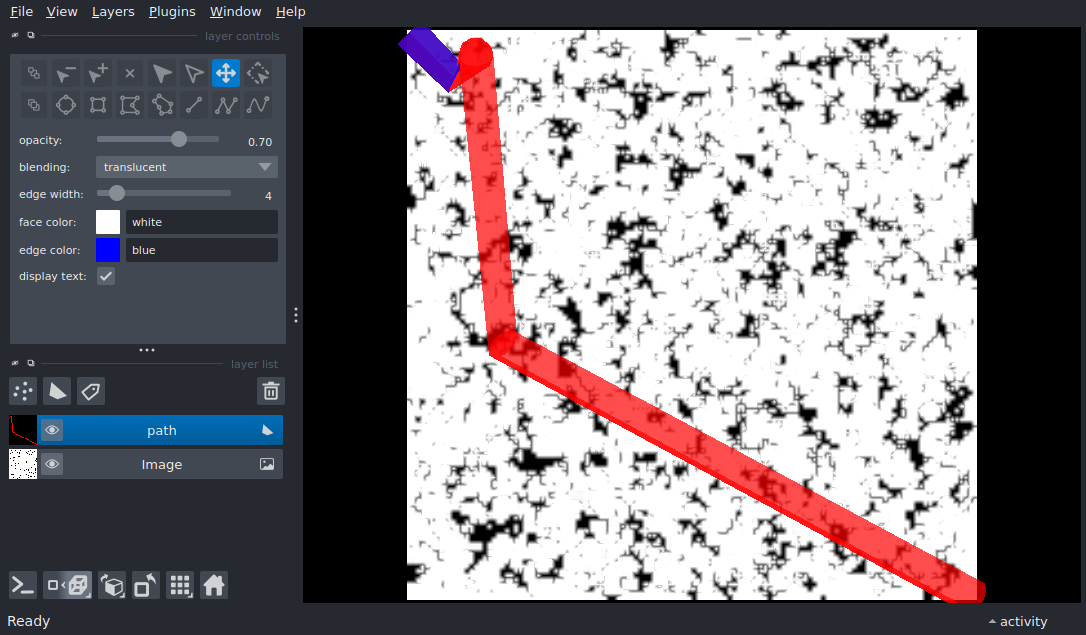 File View Layers Plugins Window Help
layer controls
opacity: 0.70
blending: translucent
edge width: 4
face color: white
edge color: blue
display text:
layer list
path
Image
Ready activity